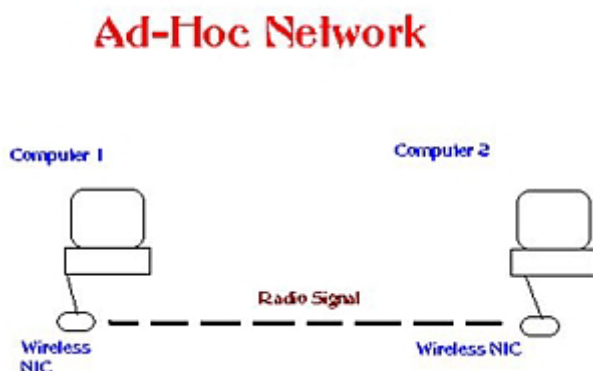 Ad-Hoc Network
Computer 1
Computer 2
Radio Signal
Wireless
NIC
Wireless NIC